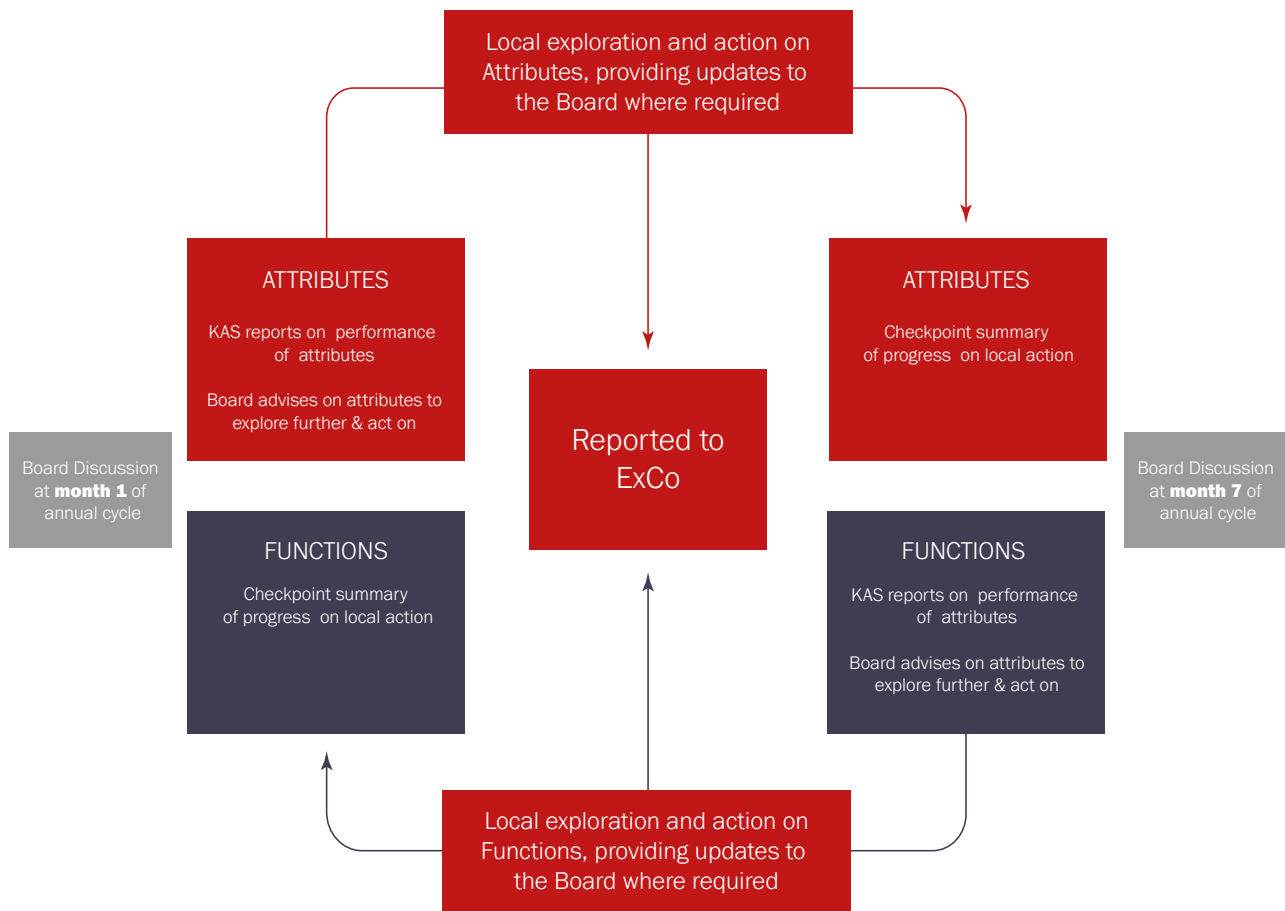 Local exploration and action on
Attributes, providing updates to
the Board where required
ATTRIBUTES
KAS reports on performance
of attributes
Board advises on attributes to
explore further & act on
ATTRIBUTES
Checkpoint summary
of progress on local action
Reported to
ExCo
Board Discussion
at month 1 of
annual cycle
Board Discussion
at month 7 of
annual cycle
FUNCTIONS
Checkpoint summary
of progress on local action
FUNCTIONS
KAS reports on performance
of attributes
Board advises on attributes to
explore further & act on
Local exploration and action on
Functions, providing updates to
the Board where required